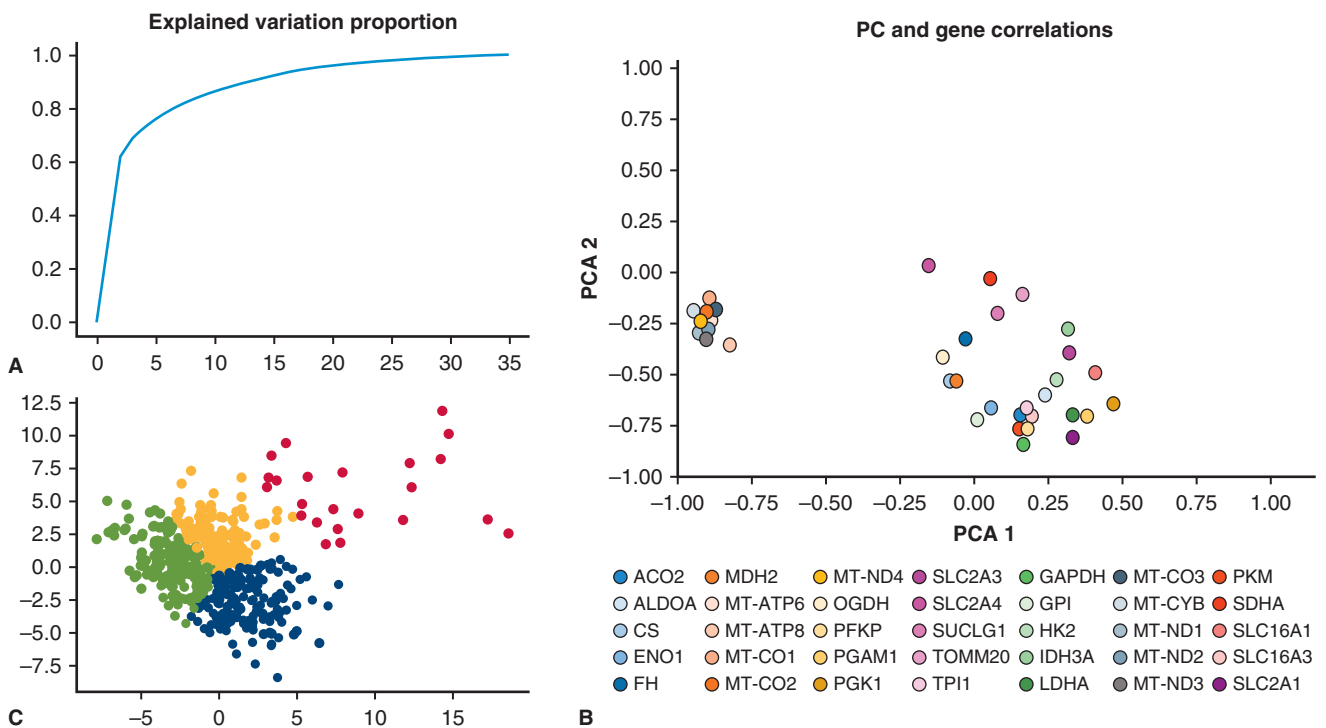 Explained variation proportion
1.0
0.8
0.6
0.4
0.2
0.0
0 5 10 15 20 25 30 35
A
12.5
10.0
7.5
5.0
2.5
0.0
−2.5
−5.0
−7.5
−5 0 5 10 15
C
PC and gene correlations
PCA 2
1.00
0.75
0.50
0.25
0.00
−0.25
−0.50
−0.75
−1.00
−1.00 −0.75 −0.50 −0.25 0.00 0.25 0.50 0.75 1.00
PCA 1
ACO2 MDH2 MT-ND4 SLC2A3 GAPDH MT-CO3 PKM
ALDOA MT-ATP6 OGDH SLC2A4 GPI MT-CYB SDHA
CS MT-ATP8 PFKP SUCLG1 HK2 MT-ND1 SLC16A1
ENO1 MT-CO1 PGAM1 TOMM20 IDH3A MT-ND2 SLC16A3
FH MT-CO2 PGK1 TPI1 LDHA MT-ND3 SLC2A1
B